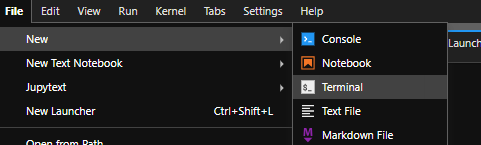 File Edit View Run Kernel Tabs Settings Help
New
New Text Notebook
Jupytext
New Launcher Ctrl+Shift+L
Open from Path
Console
Notebook
$_ Terminal
Text File
M Markdown File
Launch